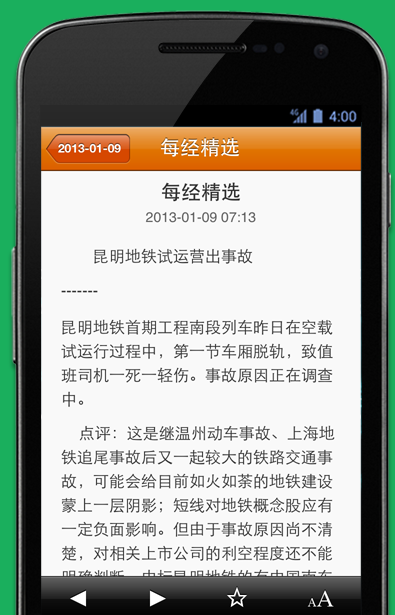 4G 4:00
2013-01-09 每经精选
每经精选
2013-01-09 07:13
昆明地铁试运营出事故
-------
昆明地铁首期工程南段列车昨日在空载
试运行过程中，第一节车厢脱轨，致值
班司机一死一轻伤。事故原因正在调查
中。
点评：这是继温州动车事故、上海地
铁追尾事故后又一起较大的铁路交通事
故，可能会给目前如火如荼的地铁建设
蒙上一层阴影；短线对地铁概念股应有
一定负面影响。但由于事故原因尚不清
楚，对相关上市公司的利空程度还不能
AA